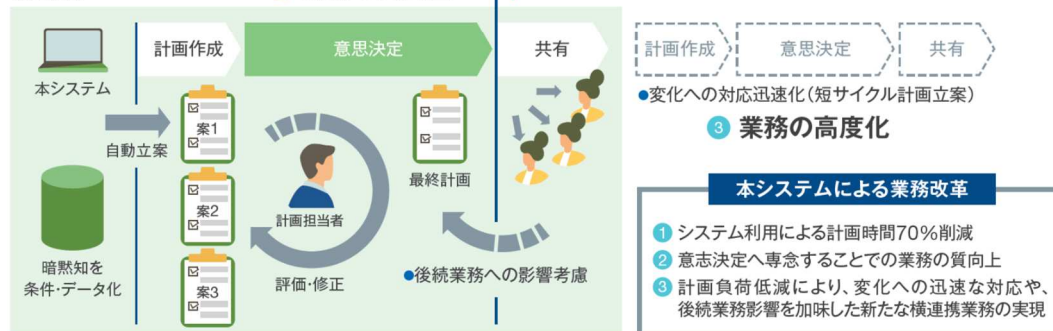 計画作成
意思決定
共有
本システム
自動立案
暗黙知を
条件・データ化
案1
案2
案3
計画担当者
評価・修正
最終計画
●後続業務への影響考慮
計画作成
意思決定
共有
●変化への対応迅速化(短サイクル計画立案)
3 業務の高度化
本システムによる業務改革
1 システム利用による計画時間70%削減
2 意志決定へ専念することでの業務の質向上
3 計画負荷低減により、変化への迅速な対応や、
後続業務影響を加味した新たな横連携業務の実現